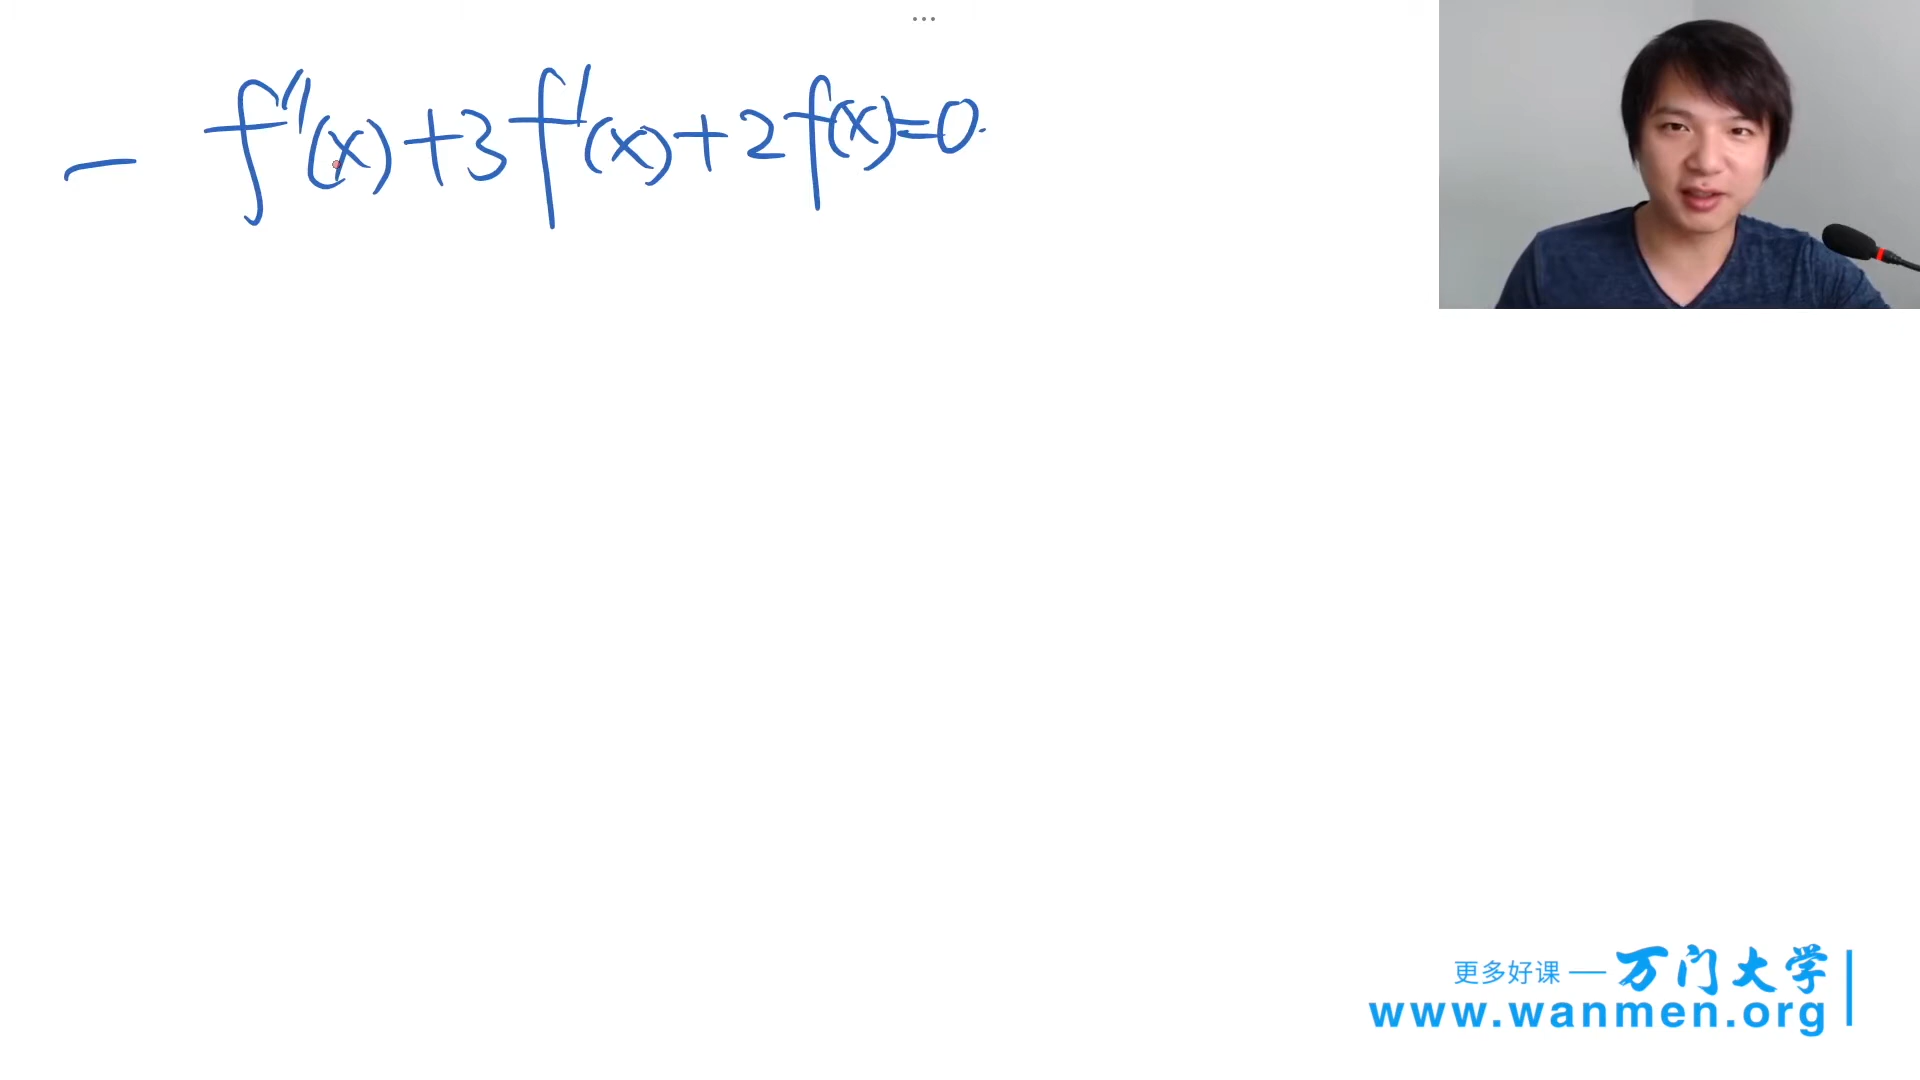 — f''(x)+3f'(x)+2f(x)=0.
更多好课 — 万门大学
www.wanmen.org